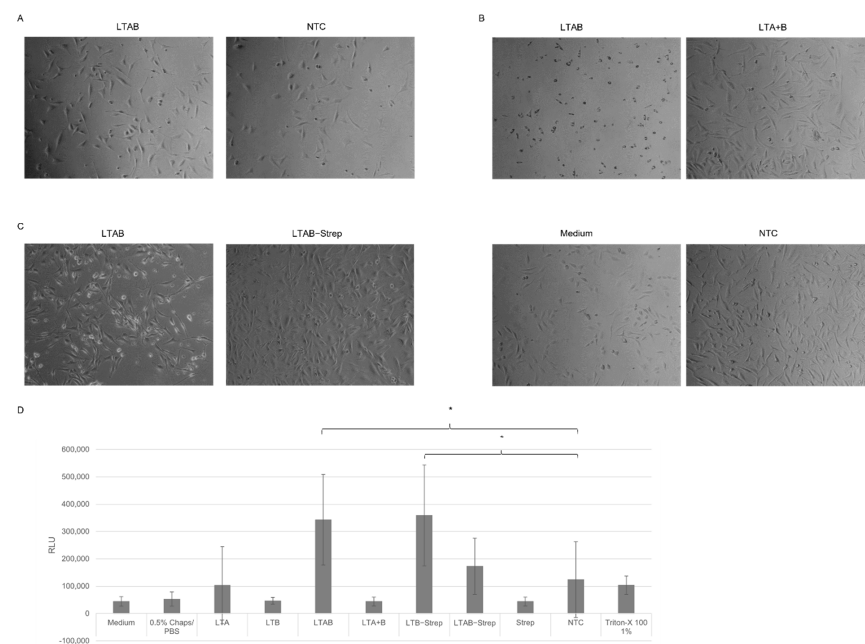 A
LTAB
NTC
B
LTAB
LTA+B
C
LTAB
LTAB-Strep
Medium
NTC
D
*
*
600,000
500,000
400,000
300,000
200,000
100,000
0
-100,000
RLU
Medium
0.5% Chaps/
PBS
LTA
LTB
LTAB
LTA+B
LTB-Strep
LTAB-Strep
Strep
NTC
Triton-X 100
1%